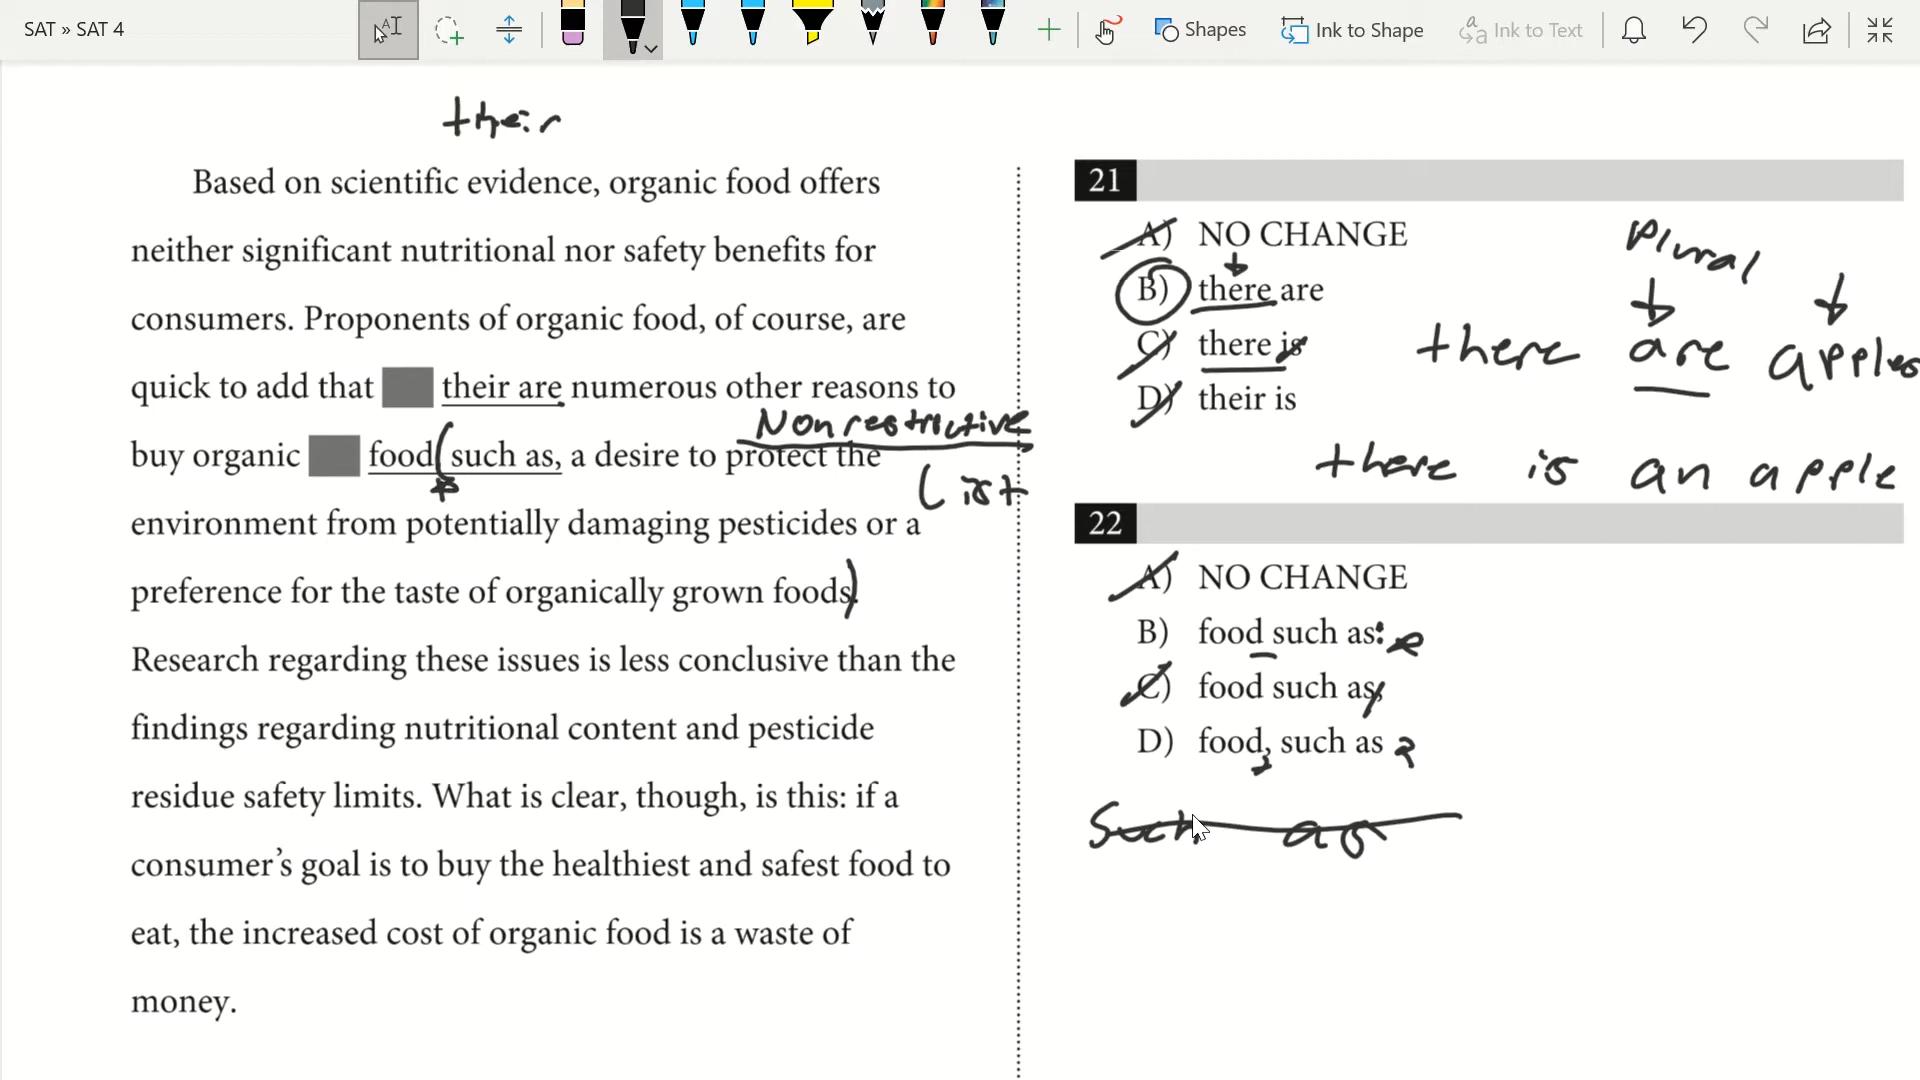 SAT » SAT 4
Shapes
Ink to Shape
Ink to Text
their
Based on scientific evidence, organic food offers
neither significant nutritional nor safety benefits for
consumers. Proponents of organic food, of course, are
quick to add that their are numerous other reasons to
Nonrestrictive
buy organic food( such as, a desire to protect the
List
environment from potentially damaging pesticides or a
preference for the taste of organically grown foods).
Research regarding these issues is less conclusive than the
findings regarding nutritional content and pesticide
residue safety limits. What is clear, though, is this: if a
consumer’s goal is to buy the healthiest and safest food to
eat, the increased cost of organic food is a waste of
money.
21
A) NO CHANGE
B) there are
C) there is
D) their is
Plural
there are apples
there is an apple
22
A) NO CHANGE
B) food such as:
C) food such as,
D) food, such as
Such as